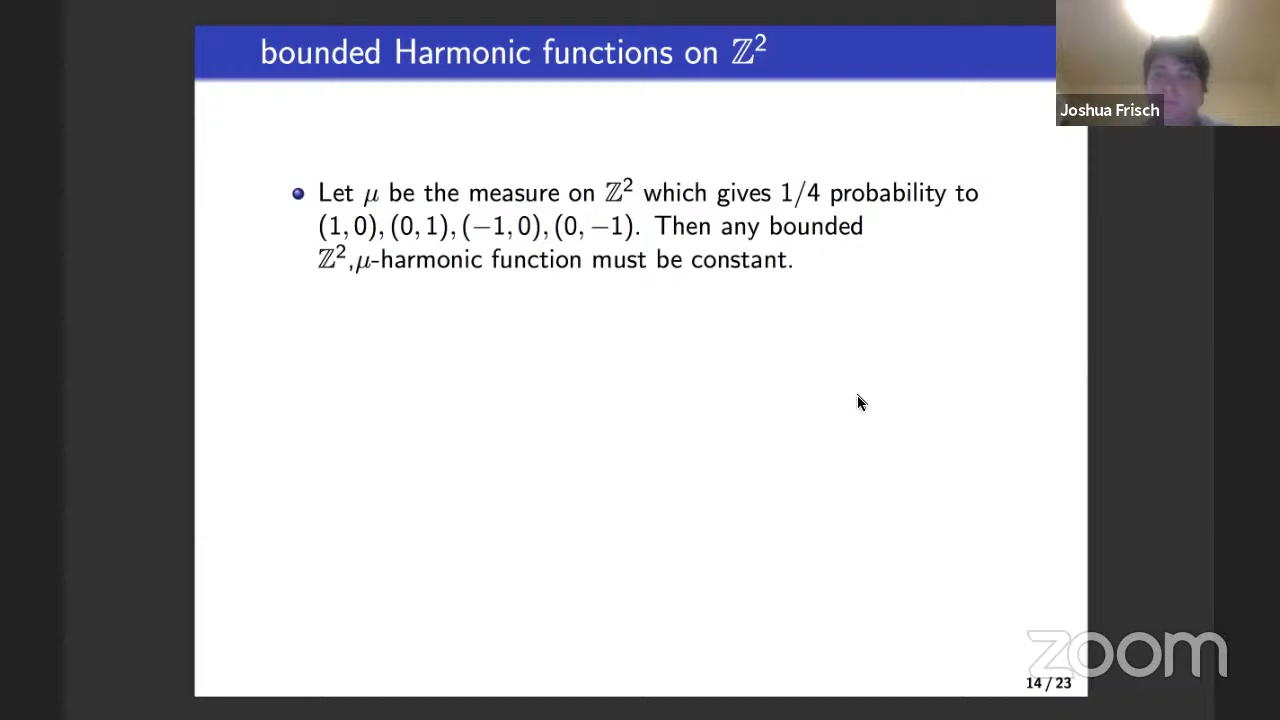 bounded Harmonic functions on ℤ²
Joshua Frisch
• Let μ be the measure on ℤ² which gives 1/4 probability to
(1, 0), (0, 1), (−1, 0), (0, −1). Then any bounded
ℤ²,μ-harmonic function must be constant.
zoom
14 / 23